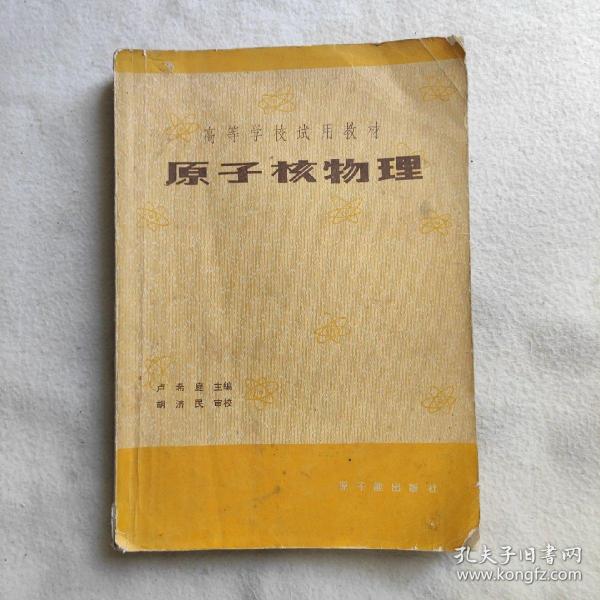 高等学校试用教材
原子核物理
卢希庭 主编
胡济民 审校
原子能出版社
孔夫子旧书网
www.kongfz.com